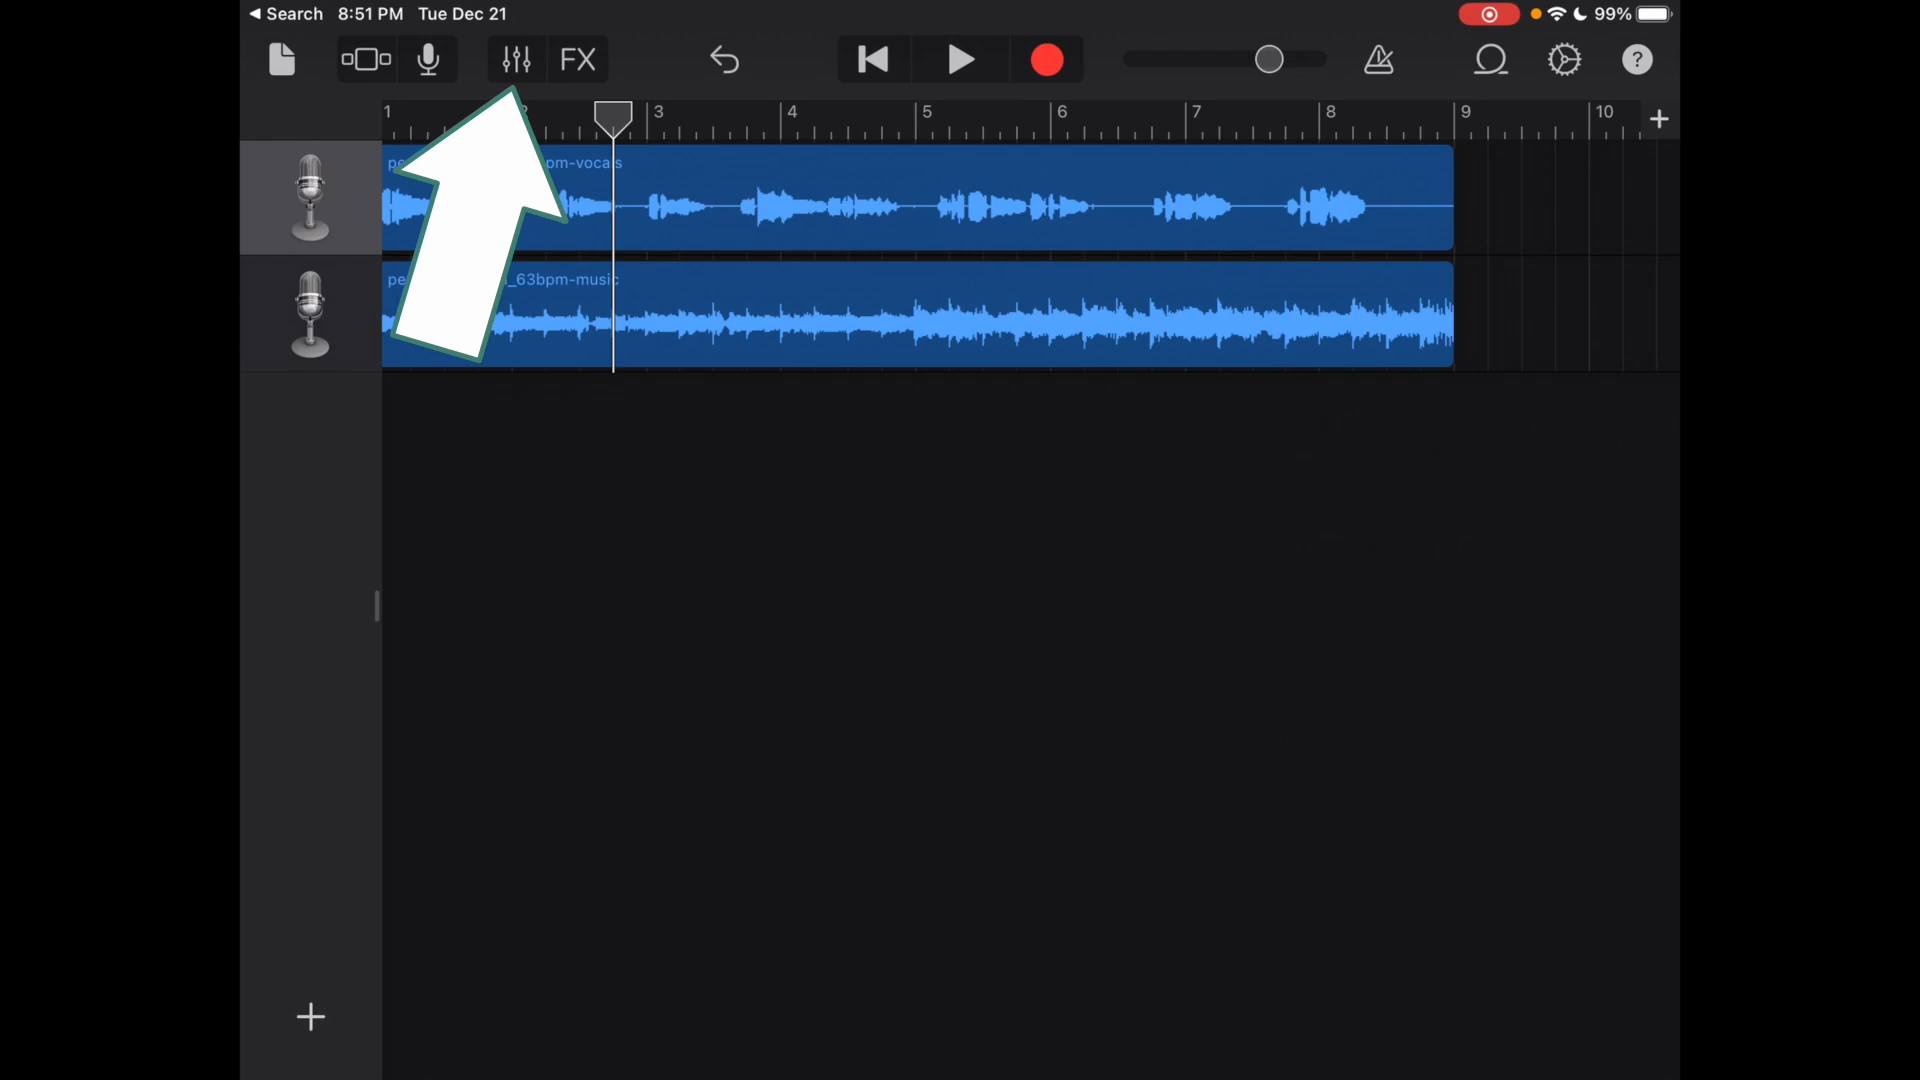 Search 8:51 PM Tue Dec 21
99%
FX
?
1 3 4 5 6 7 8 9 10 +
pm-vocals
_63bpm-music
+